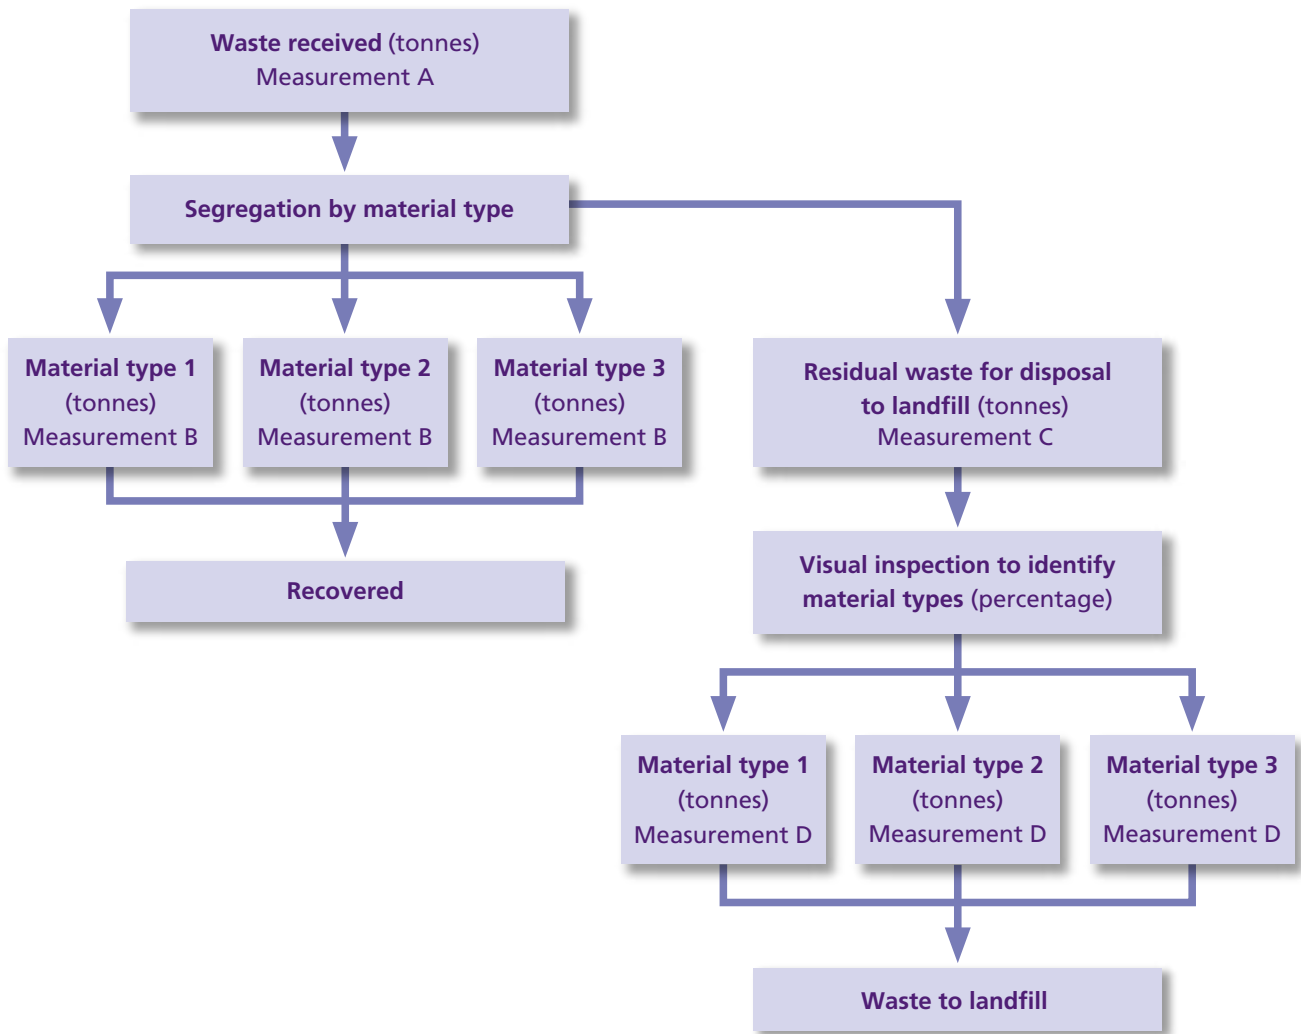 Waste received (tonnes)
Measurement A
Segregation by material type
Material type 1
(tonnes)
Measurement B
Material type 2
(tonnes)
Measurement B
Material type 3
(tonnes)
Measurement B
Residual waste for disposal
to landfill (tonnes)
Measurement C
Recovered
Visual inspection to identify
material types (percentage)
Material type 1
(tonnes)
Measurement D
Material type 2
(tonnes)
Measurement D
Material type 3
(tonnes)
Measurement D
Waste to landfill